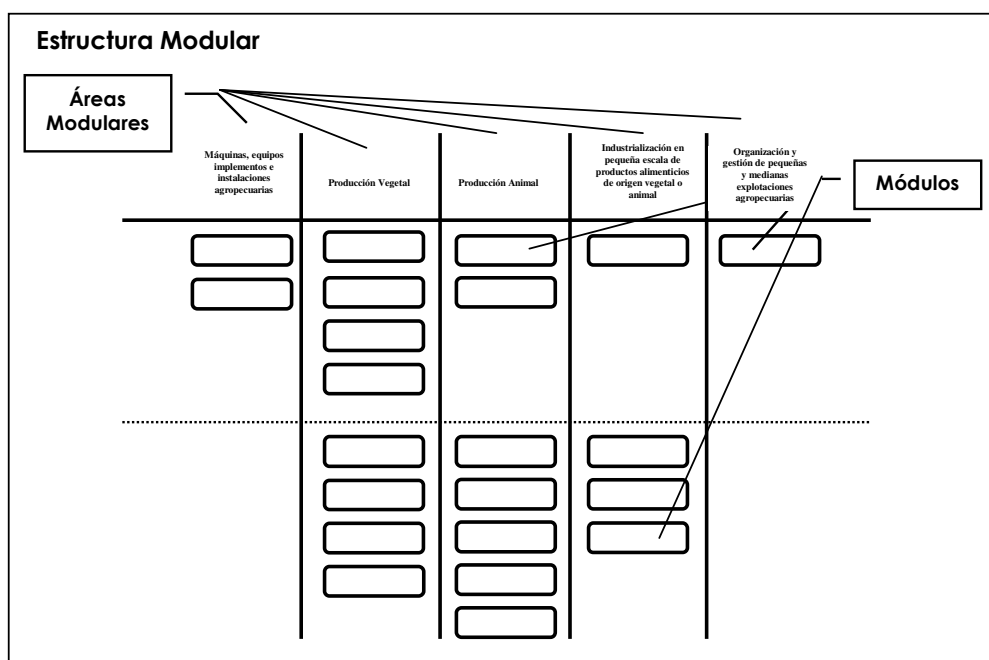 Estructura Modular
Áreas
Modulares
Máquinas, equipos
implementos e
instalaciones
agropecuarias
Producción Vegetal
Producción Animal
Industrialización en
pequeña escala de
productos alimenticios
de origen vegetal o
animal
Organización y
gestión de pequeñas
y medianas
explotaciones
agropecuarias
Módulos